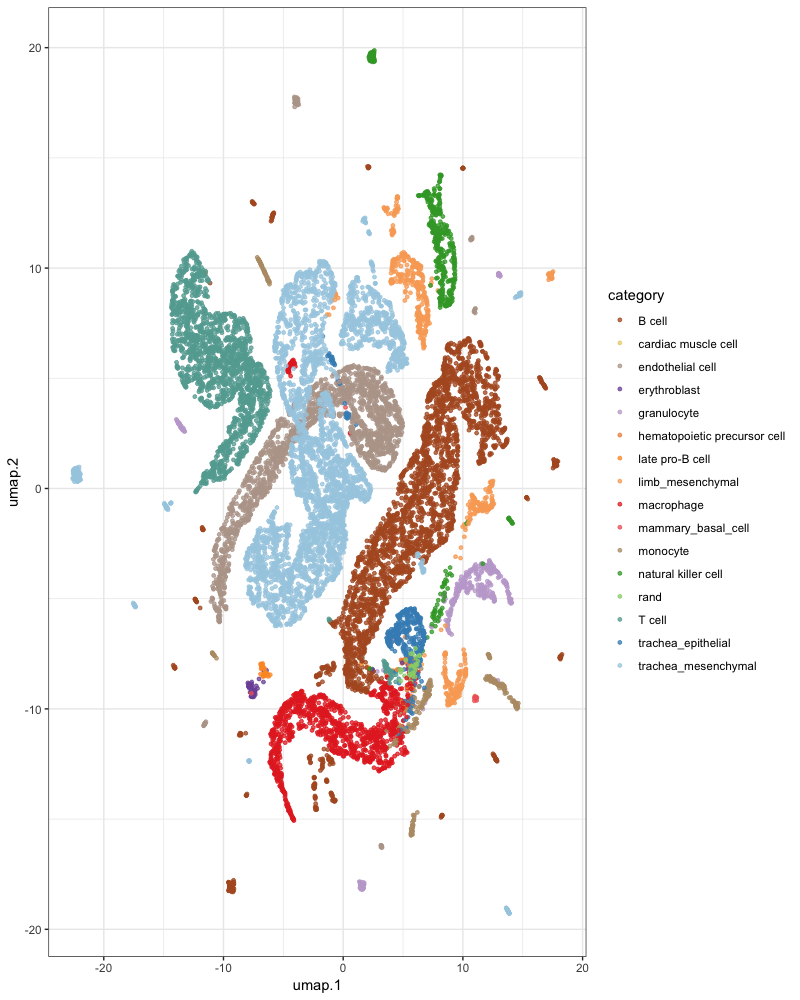 20
10
0
-10
-20
-20
-10
0
10
20
umap.1
umap.2
category
B cell
cardiac muscle cell
endothelial cell
erythroblast
granulocyte
hematopoietic precursor cell
late pro-B cell
limb_mesenchymal
macrophage
mammary_basal_cell
monocyte
natural killer cell
rand
T cell
trachea_epithelial
trachea_mesenchymal